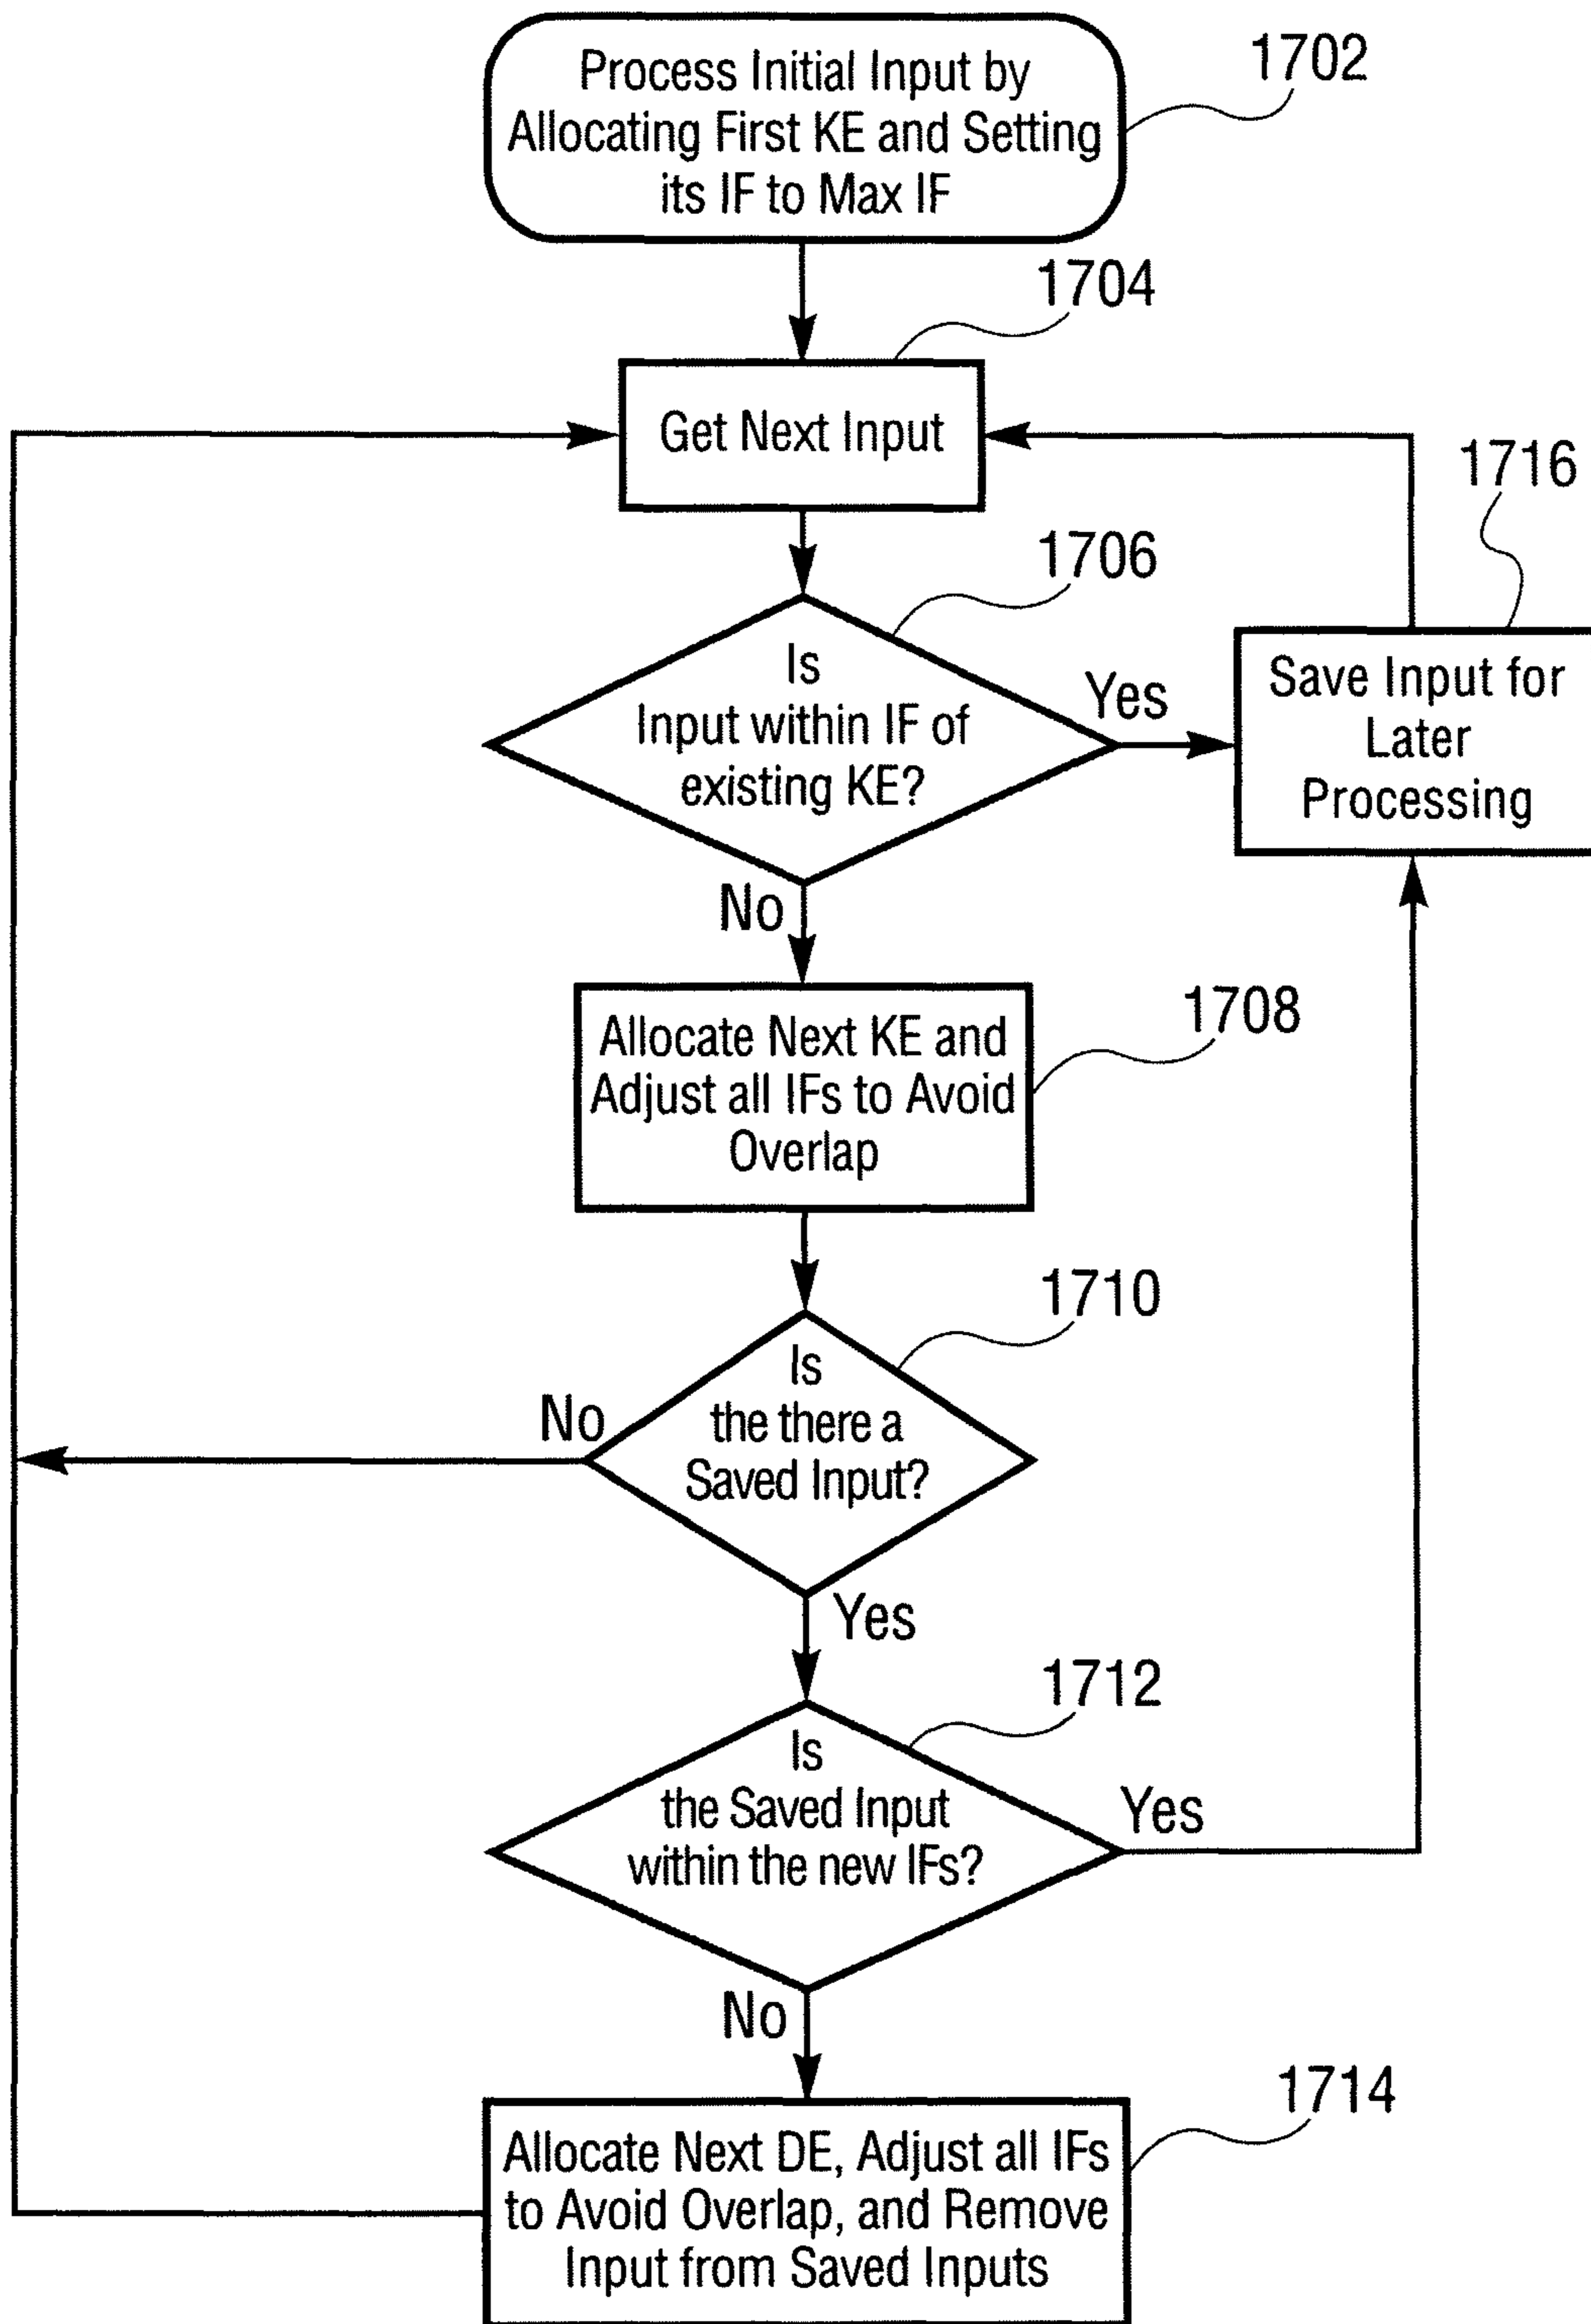 Process Initial Input by
Allocating First KE and Setting
its IF to Max IF
1702
1704
Get Next Input
1706
Is
Input within IF of
existing KE?
Yes
No
1716
Save Input for
Later
Processing
1708
Allocate Next KE and
Adjust all IFs to Avoid
Overlap
1710
Is
the there a
Saved Input?
No
Yes
1712
Is
the Saved Input
within the new IFs?
Yes
No
1714
Allocate Next DE, Adjust all IFs
to Avoid Overlap, and Remove
Input from Saved Inputs